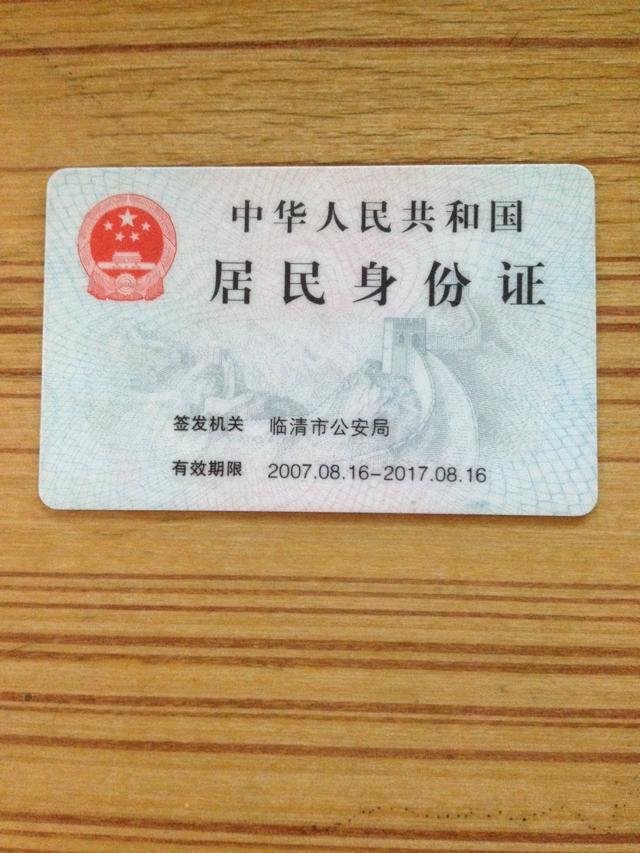 中华人民共和国
居民身份证
签发机关 临清市公安局
有效期限 2007.08.16-2017.08.16